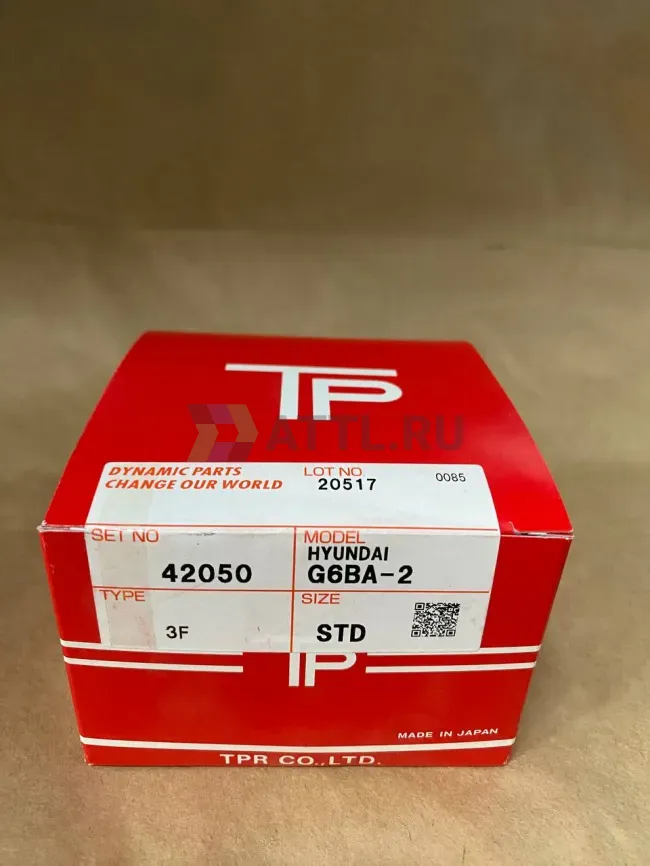 TP
ATTL.RU
DYNAMIC PARTS
CHANGE OUR WORLD
LOT NO
20517
0085
SET NO
42050
MODEL
HYUNDAI
G6BA-2
TYPE
3F
SIZE
STD
TP
MADE IN JAPAN
TPR CO.,LTD.